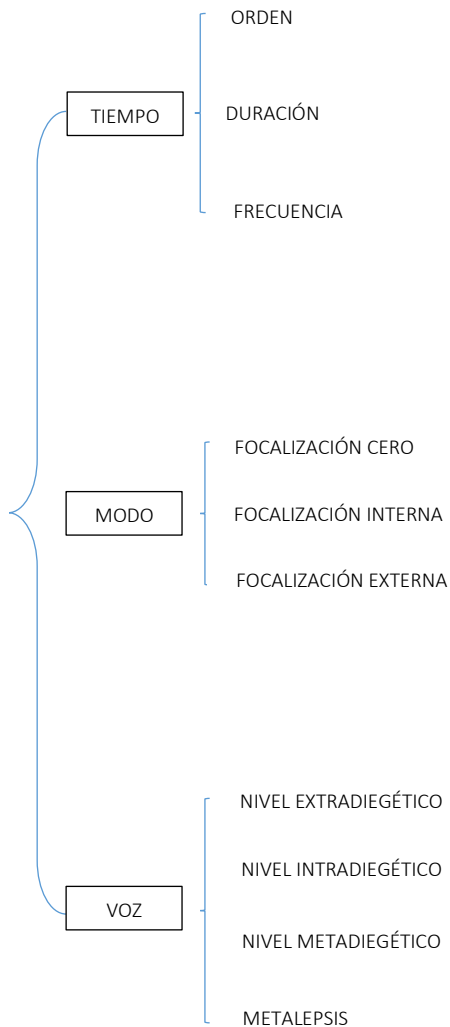 ORDEN
TIEMPO
DURACIÓN
FRECUENCIA
FOCALIZACIÓN CERO
MODO
FOCALIZACIÓN INTERNA
FOCALIZACIÓN EXTERNA
NIVEL EXTRADIEGÉTICO
NIVEL INTRADIEGÉTICO
VOZ
NIVEL METADIEGÉTICO
METALEPSIS